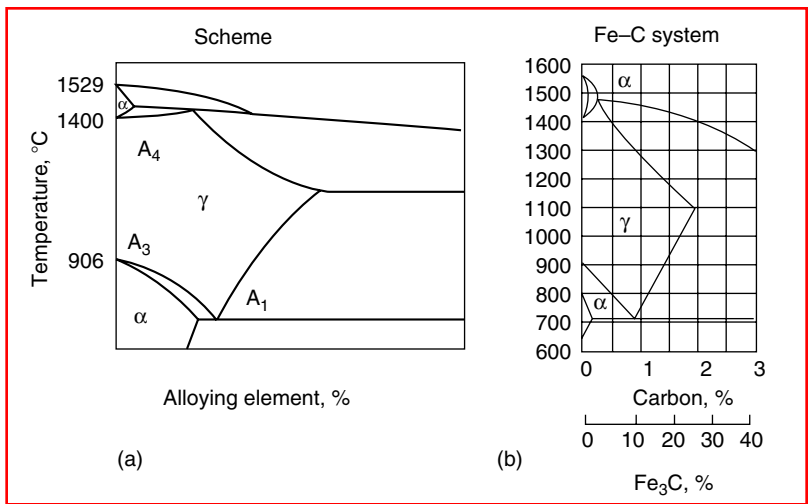 Scheme
1529
α
1400
A₄
γ
A₃
906
A₁
α
Temperature, °C
Alloying element, %
(a)
Fe–C system
1600
α
1500
1400
1300
1200
1100
γ
1000
900
800
α
700
600
0 1 2 3
Carbon, %
0 10 20 30 40
Fe₃C, %
(b)